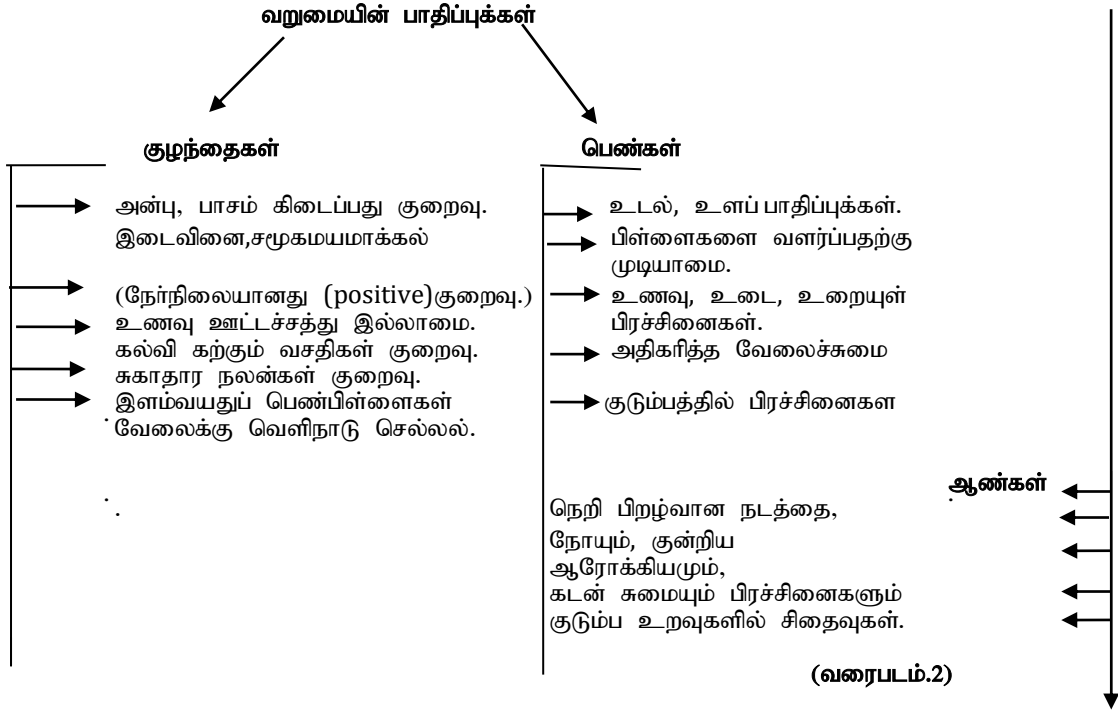 வறுமையின் பாதிப்புக்கள்
குழந்தைகள்
அன்பு, பாசம் கிடைப்பது குறைவு.
இடைவினை,சமூகமயமாக்கல்
(நேர்நிலையானது (positive)குறைவு.)
உணவு ஊட்டச்சத்து இல்லாமை.
கல்வி கற்கும் வசதிகள் குறைவு.
சுகாதார நலன்கள் குறைவு.
இளம்வயதுப் பெண்பிள்ளைகள்
வேலைக்கு வெளிநாடு செல்லல்.
பெண்கள்
உடல், உளப் பாதிப்புக்கள்.
பிள்ளைகளை வளர்ப்பதற்கு
முடியாமை.
உணவு, உடை, உறையுள்
பிரச்சினைகள்.
அதிகரித்த வேலைச்சுமை
குடும்பத்தில் பிரச்சினைகள
ஆண்கள்
நெறி பிறழ்வான நடத்தை,
நோயும், குன்றிய
ஆரோக்கியமும்,
கடன் சுமையும் பிரச்சினைகளும்
குடும்ப உறவுகளில் சிதைவுகள்.
(வரைபடம்.2)